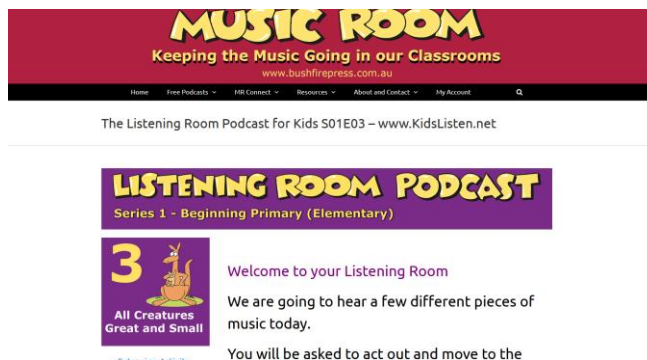 MUSIC ROOM
Keeping the Music Going in our Classrooms
www.bushfirepress.com.au
Home Free Podcasts MR Connect Resources About and Contact My Account
The Listening Room Podcast for Kids S01E03 – www.KidsListen.net
LISTENING ROOM PODCAST
Series 1 - Beginning Primary (Elementary)
3
All Creatures
Great and Small
Welcome to your Listening Room
We are going to hear a few different pieces of
music today.
You will be asked to act out and move to the